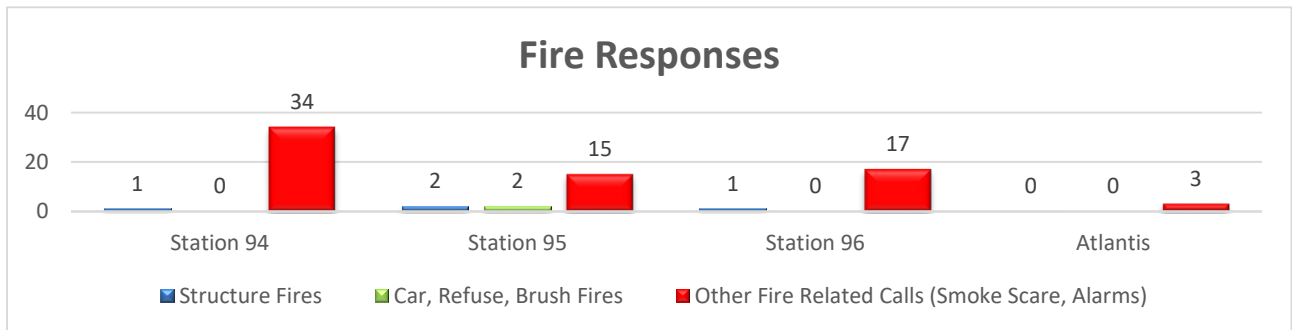 Fire Responses
40
20
0
1
0
34
2
2
15
1
0
17
0
0
3
Station 94
Station 95
Station 96
Atlantis
Structure Fires
Car, Refuse, Brush Fires
Other Fire Related Calls (Smoke Scare, Alarms)